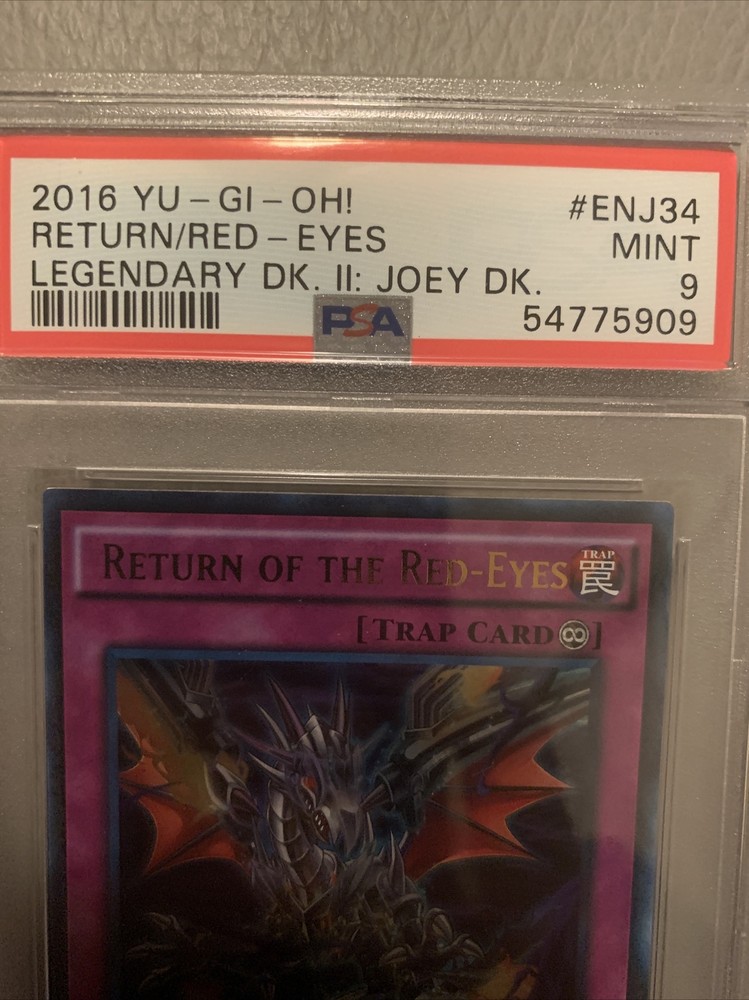 2016 YU-GI-OH! #ENJ34
RETURN/RED-EYES MINT
LEGENDARY DK. II: JOEY DK. 9
PSA 54775909
RETURN OF THE RED-EYES TRAP 罠
[TRAP CARD∞]